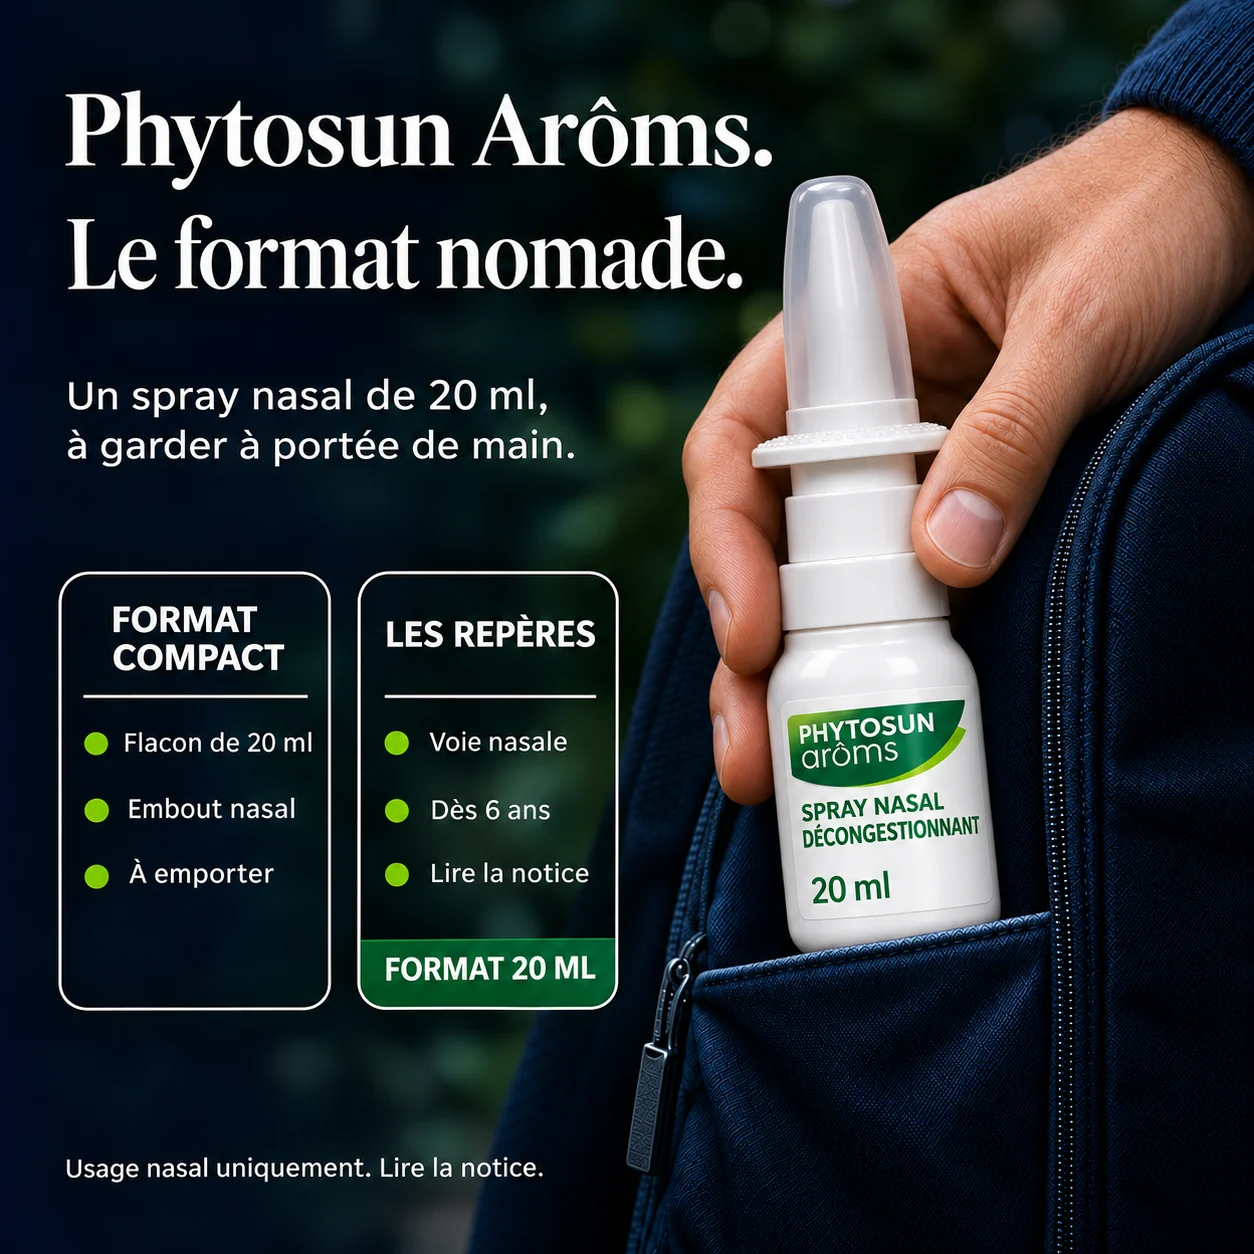 Phytosun Arôms.
Le format nomade.
Un spray nasal de 20 ml,
à garder à portée de main.
FORMAT
COMPACT
Flacon de 20 ml
Embout nasal
À emporter
LES REPÈRES
Voie nasale
Dès 6 ans
Lire la notice
FORMAT 20 ML
PHYTOSUN
arôms
SPRAY NASAL
DÉCONGESTIONNANT
20 ml
Usage nasal uniquement. Lire la notice.